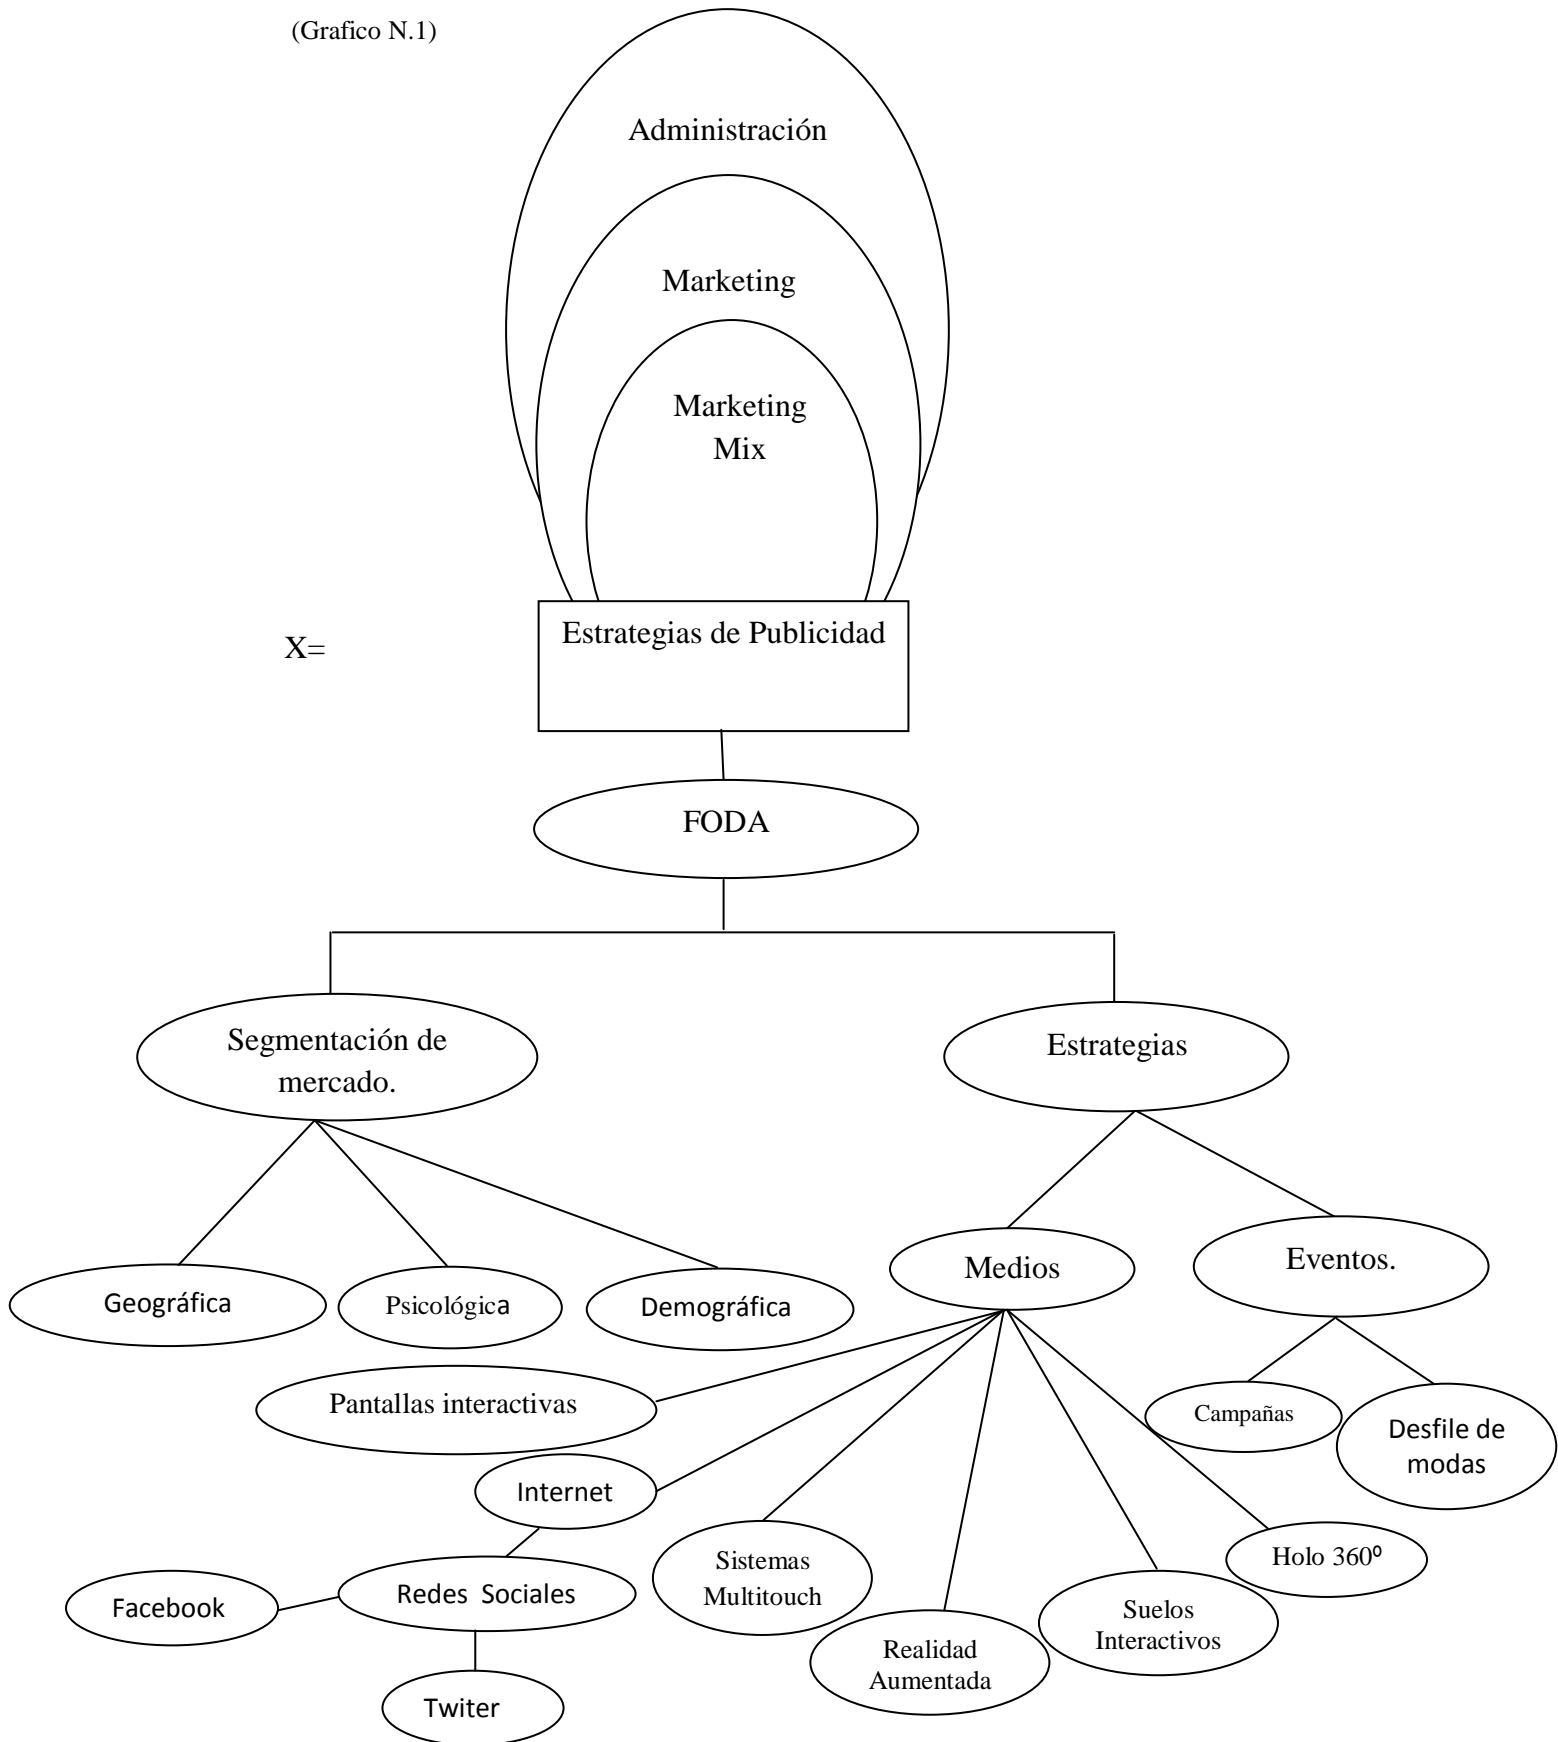 (Grafico N.1)
Administración
Marketing
Marketing
Mix
X=
Estrategias de Publicidad
FODA
Segmentación de
mercado.
Estrategias
Geográfica
Psicológica
Demográfica
Medios
Eventos.
Pantallas interactivas
Campañas
Desfile de
modas
Internet
Redes Sociales
Facebook
Twiter
Sistemas
Multitouch
Realidad
Aumentada
Suelos
Interactivos
Holo 360º